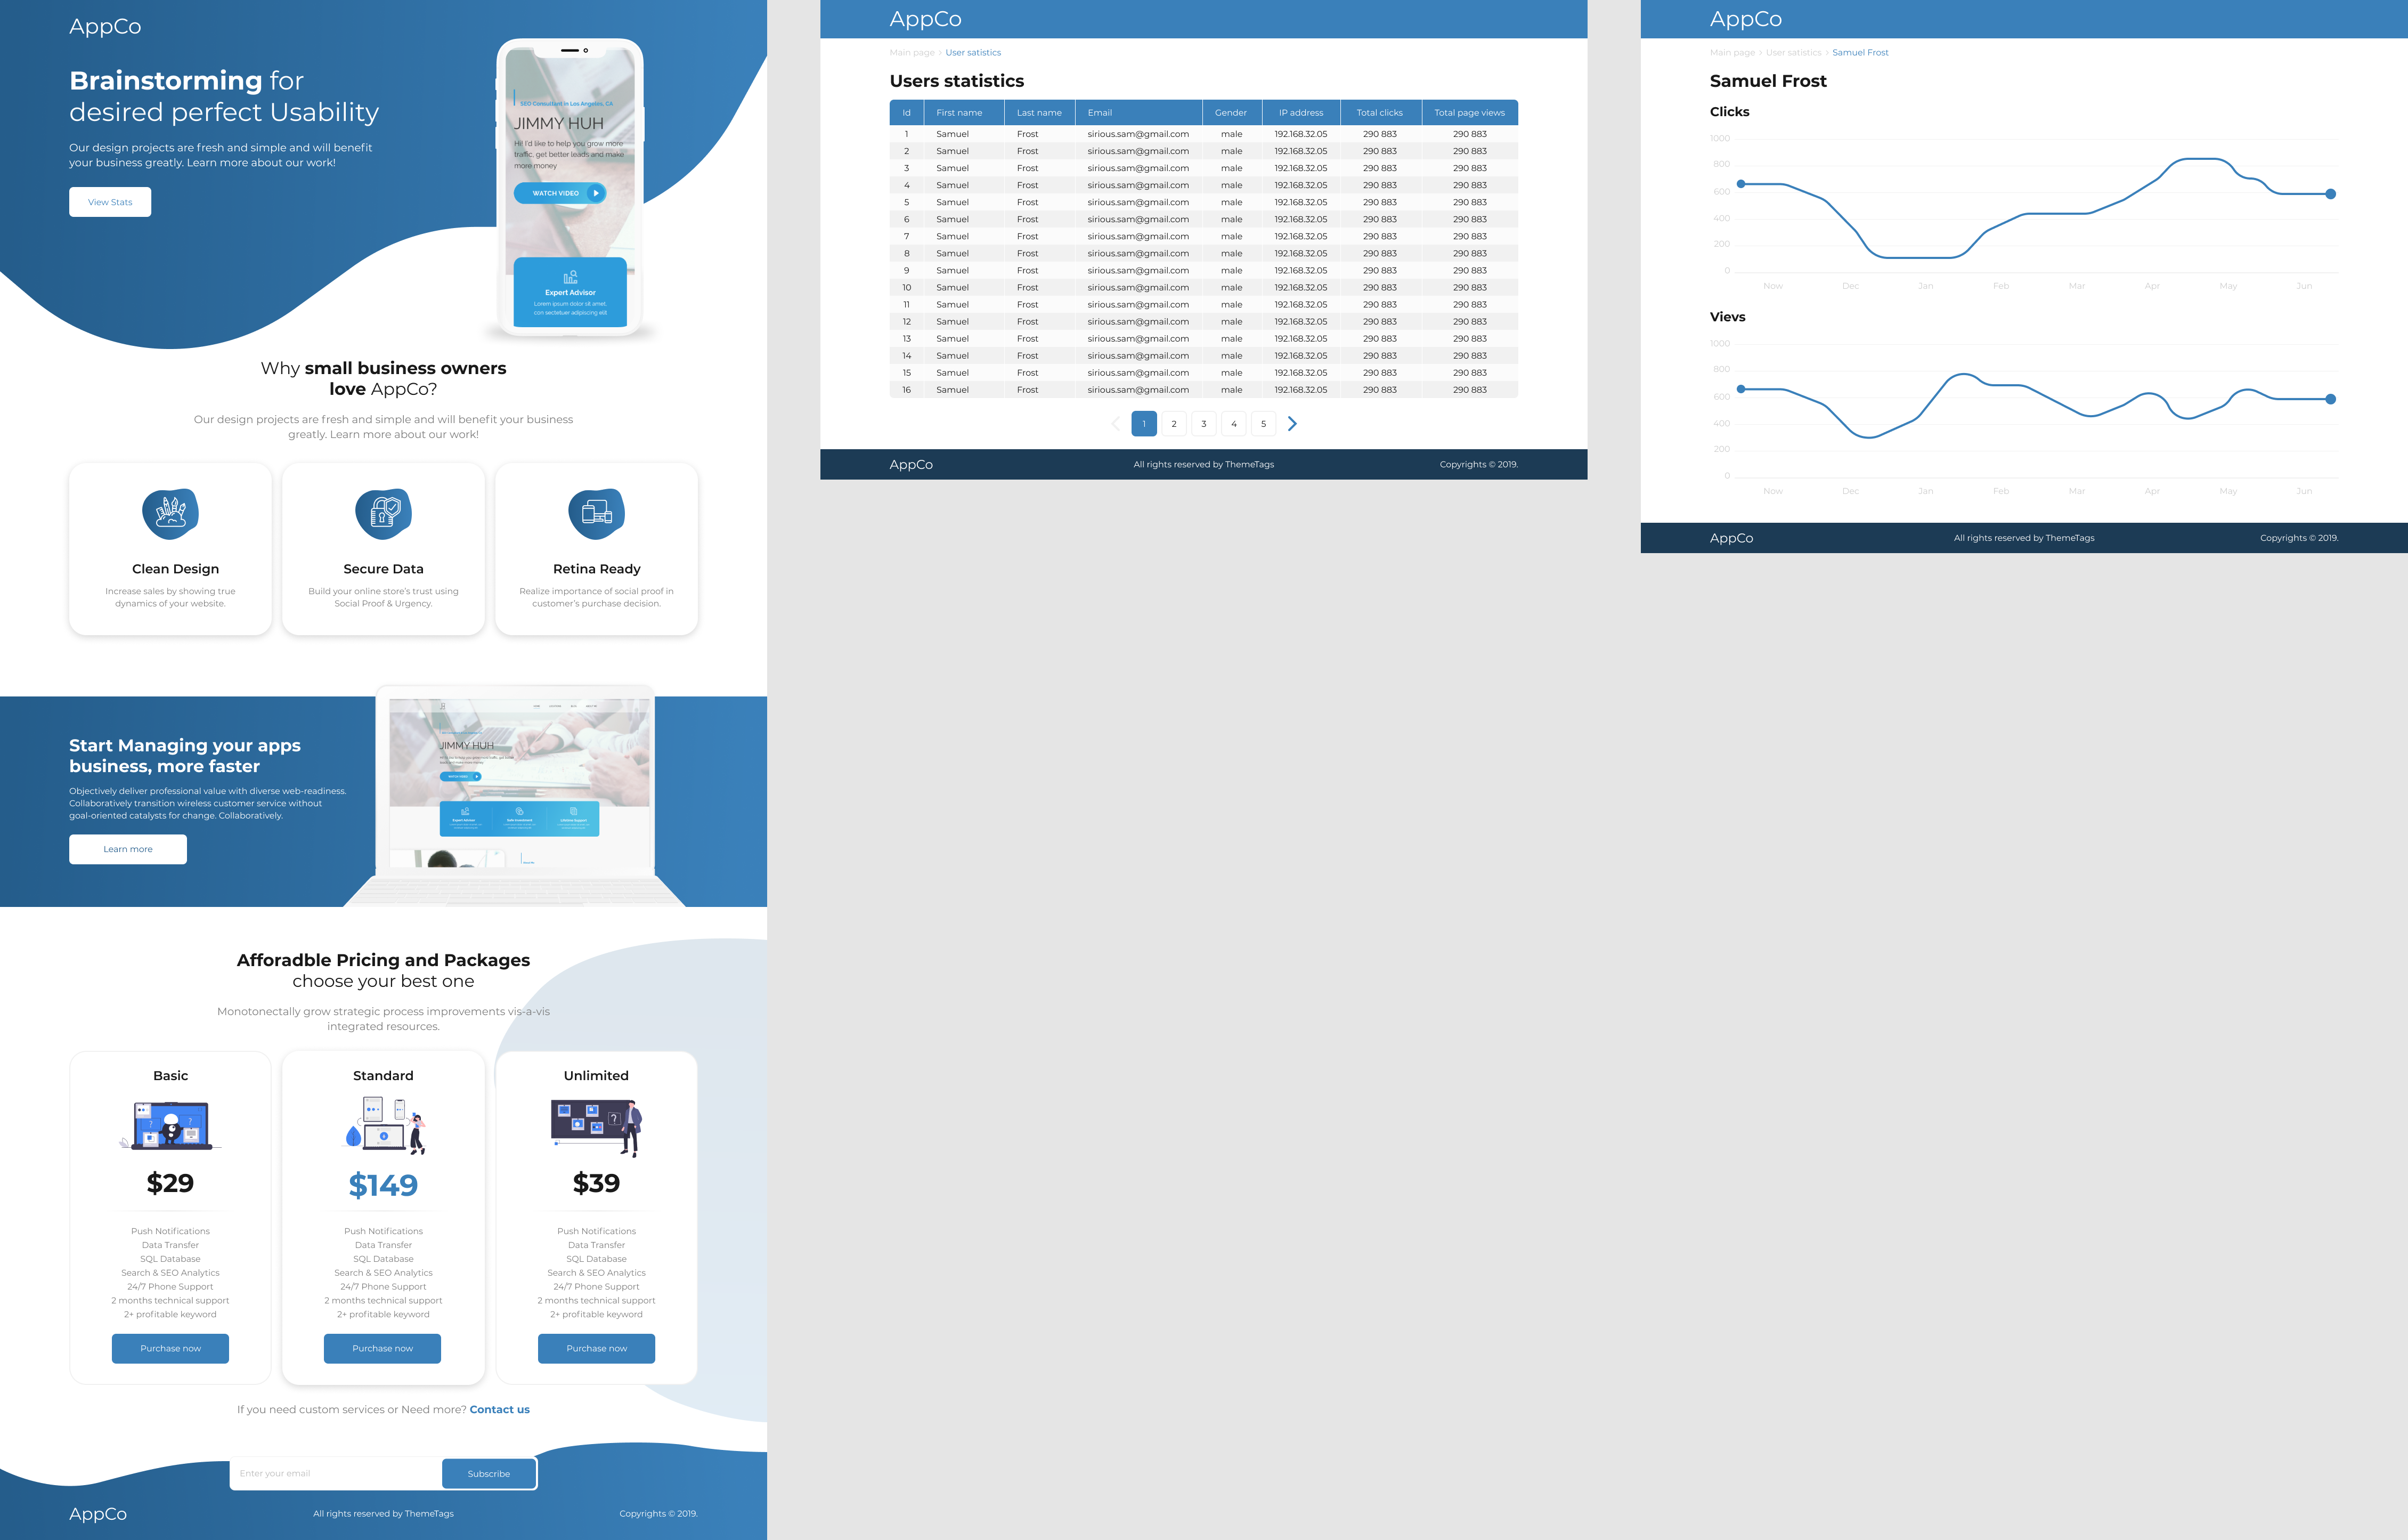 AppCo
Brainstorming for
desired perfect Usability
Our design projects are fresh and simple and will benefit
your business greatly. Learn more about our work!
View Stats
SEO Consultant in Los Angeles, CA
JIMMY HUH
Hi! I'd like to help you grow more
traffic, get better leads and make
more money
WATCH VIDEO
Expert Advisor
Lorem ipsum dolor sit amet,
con sectetuer adipiscing elit
Why small business owners
love AppCo?
Our design projects are fresh and simple and will benefit your business
greatly. Learn more about our work!
Clean Design
Increase sales by showing true
dynamics of your website.
Secure Data
Build your online store's trust using
Social Proof & Urgency.
Retina Ready
Realize importance of social proof in
customer's purchase decision.
Start Managing your apps
business, more faster
Objectively deliver professional value with diverse web-readiness.
Collaboratively transition wireless customer service without
goal-oriented catalysts for change. Collaboratively.
Learn more
JIMMY HUH
Afforadble Pricing and Packages
choose your best one
Monotonectally grow strategic process improvements vis-a-vis
integrated resources.
Basic
$29
Push Notifications
Data Transfer
SQL Database
Search & SEO Analytics
24/7 Phone Support
2 months technical support
2+ profitable keyword
Purchase now
Standard
$149
Push Notifications
Data Transfer
SQL Database
Search & SEO Analytics
24/7 Phone Support
2 months technical support
2+ profitable keyword
Purchase now
Unlimited
$39
Push Notifications
Data Transfer
SQL Database
Search & SEO Analytics
24/7 Phone Support
2 months technical support
2+ profitable keyword
Purchase now
If you need custom services or Need more? Contact us
Enter your email
Subscribe
AppCo All rights reserved by ThemeTags Copyrights © 2019.
AppCo
Main page > User satistics
Users statistics
Id First name Last name Email Gender IP address Total clicks Total page views
1 Samuel Frost sirious.sam@gmail.com male 192.168.32.05 290 883 290 883
2 Samuel Frost sirious.sam@gmail.com male 192.168.32.05 290 883 290 883
3 Samuel Frost sirious.sam@gmail.com male 192.168.32.05 290 883 290 883
4 Samuel Frost sirious.sam@gmail.com male 192.168.32.05 290 883 290 883
5 Samuel Frost sirious.sam@gmail.com male 192.168.32.05 290 883 290 883
6 Samuel Frost sirious.sam@gmail.com male 192.168.32.05 290 883 290 883
7 Samuel Frost sirious.sam@gmail.com male 192.168.32.05 290 883 290 883
8 Samuel Frost sirious.sam@gmail.com male 192.168.32.05 290 883 290 883
9 Samuel Frost sirious.sam@gmail.com male 192.168.32.05 290 883 290 883
10 Samuel Frost sirious.sam@gmail.com male 192.168.32.05 290 883 290 883
11 Samuel Frost sirious.sam@gmail.com male 192.168.32.05 290 883 290 883
12 Samuel Frost sirious.sam@gmail.com male 192.168.32.05 290 883 290 883
13 Samuel Frost sirious.sam@gmail.com male 192.168.32.05 290 883 290 883
14 Samuel Frost sirious.sam@gmail.com male 192.168.32.05 290 883 290 883
15 Samuel Frost sirious.sam@gmail.com male 192.168.32.05 290 883 290 883
16 Samuel Frost sirious.sam@gmail.com male 192.168.32.05 290 883 290 883
1 2 3 4 5
AppCo All rights reserved by ThemeTags Copyrights © 2019.
AppCo
Main page > User satistics > Samuel Frost
Samuel Frost
Clicks
1000
800
600
400
200
0
Now Dec Jan Feb Mar Apr May Jun
Vievs
1000
800
600
400
200
0
Now Dec Jan Feb Mar Apr May Jun
AppCo All rights reserved by ThemeTags Copyrights © 2019.